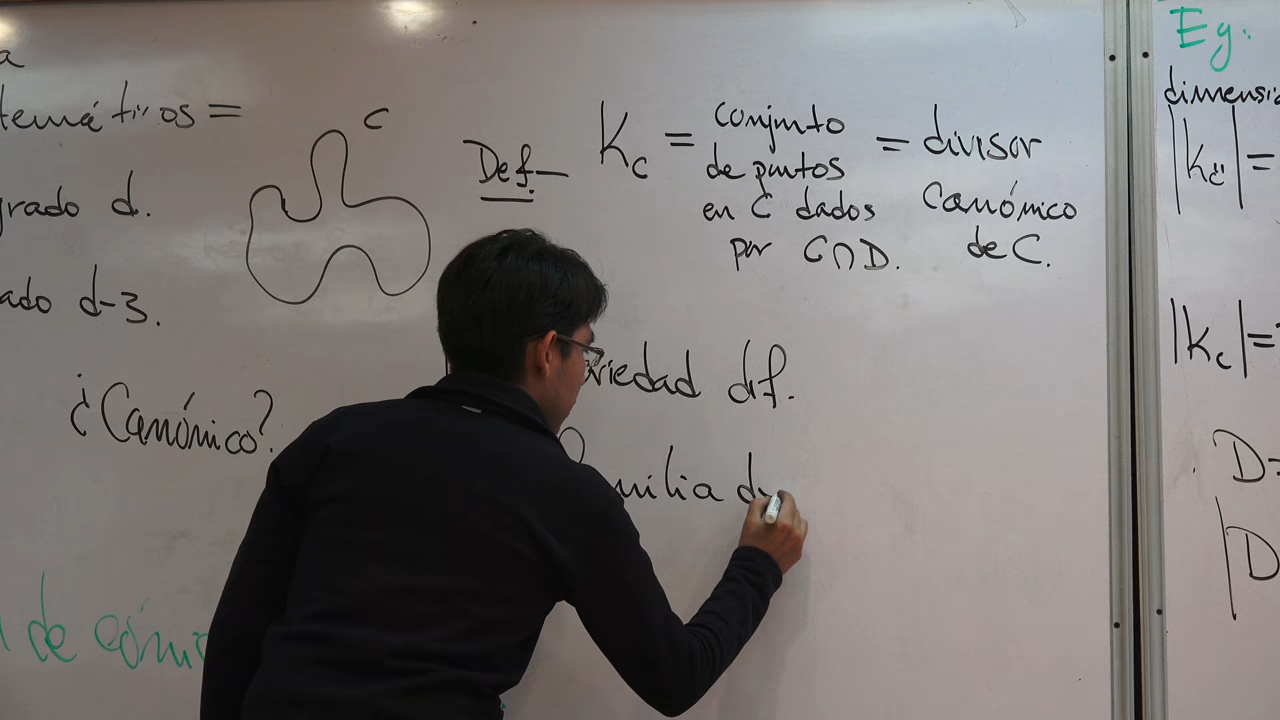 temáticos =
grado d.
ado d-3.
¿Canónico?
de cónic
C
Def-
K_C = conjunto de puntos en C dados por C∩D. = divisor Canónico de C.
riedad dif.
milia d
Eg:
dimensi
|K_C| =
|K_C| =
D=
|D